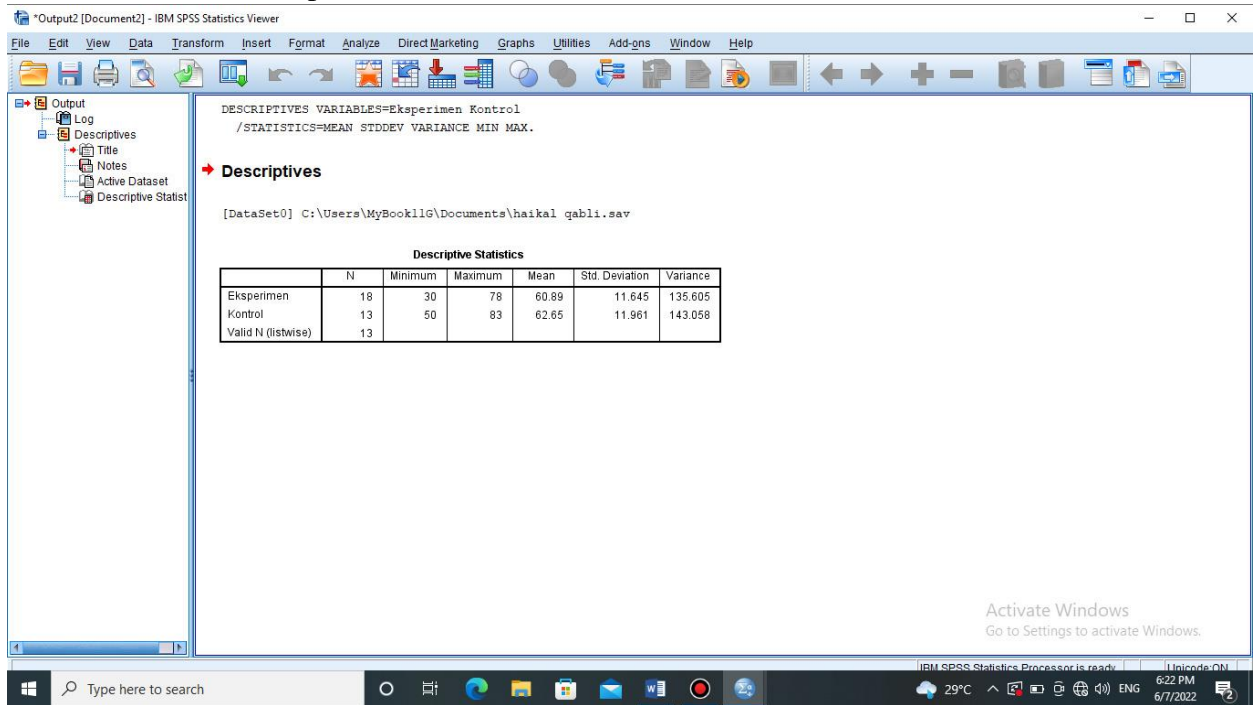 *Output2 [Document2] - IBM SPSS Statistics Viewer
File Edit View Data Transform Insert Format Analyze Direct Marketing Graphs Utilities Add-ons Window Help
Output
Log
Descriptives
Title
Notes
Active Dataset
Descriptive Statist
DESCRIPTIVES VARIABLES=Eksperimen Kontrol
/STATISTICS=MEAN STDDEV VARIANCE MIN MAX.
Descriptives
[DataSet0] C:\Users\MyBook11G\Documents\haikal qabli.sav
Descriptive Statistics
N Minimum Maximum Mean Std. Deviation Variance
Eksperimen 18 30 78 60.89 11.645 135.605
Kontrol 13 50 83 62.65 11.961 143.058
Valid N (listwise) 13
Activate Windows
Go to Settings to activate Windows.
IBM SPSS Statistics Processor is ready Unicode:ON
Type here to search 29°C ENG 6:22 PM
6/7/2022 2